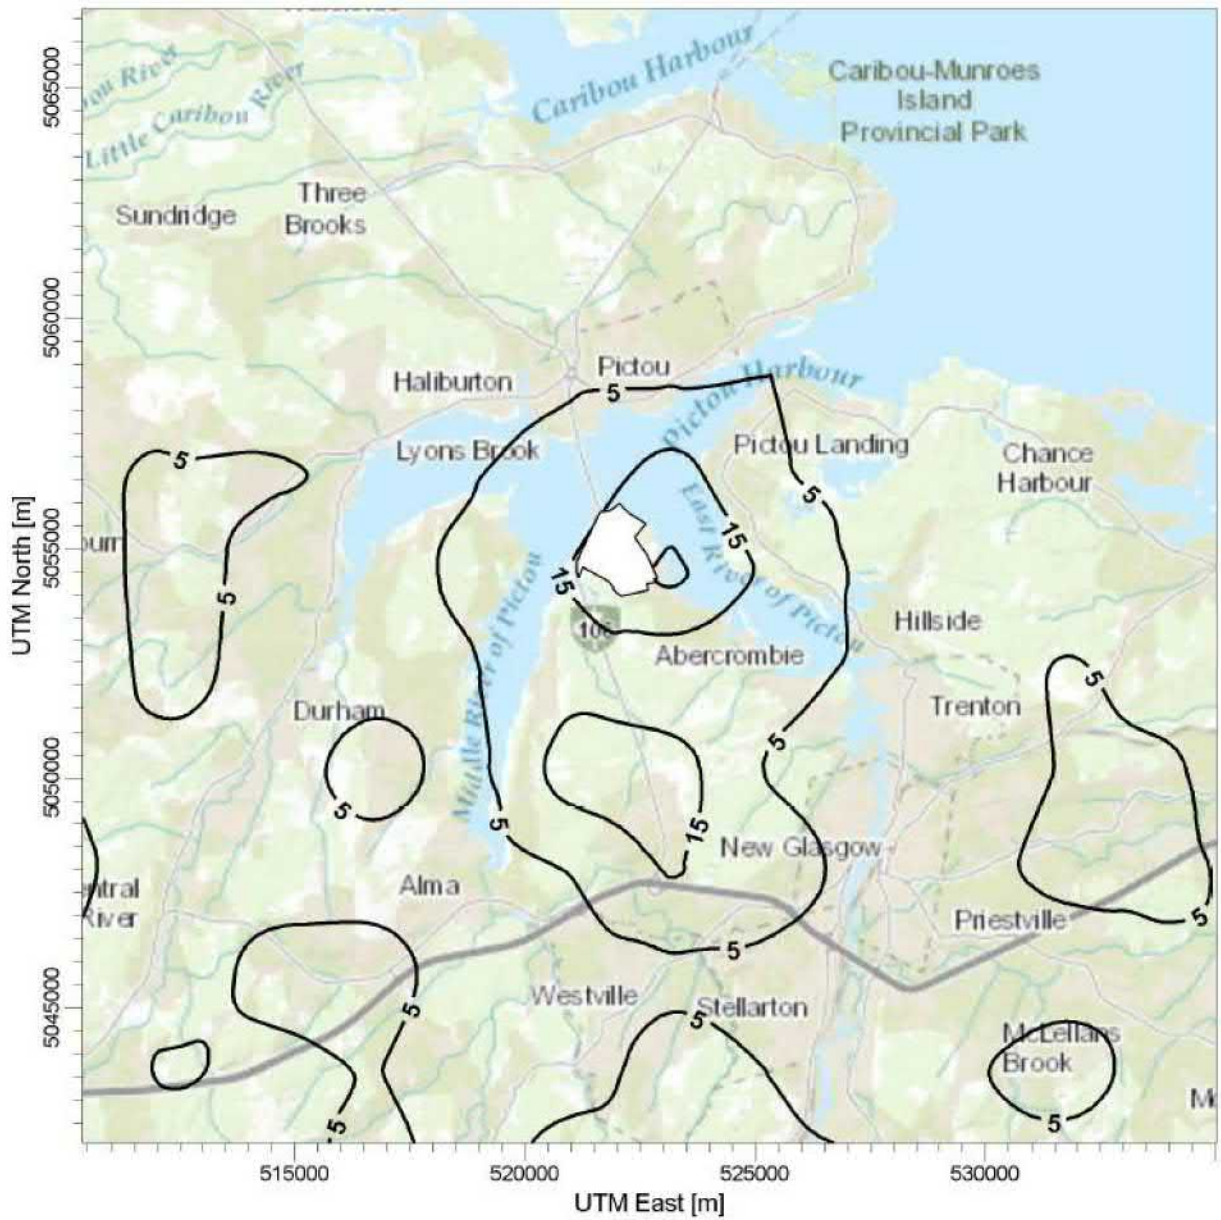 Caribou Harbour
Caribou-Munroes
Island
Provincial Park
River
Little Caribou River
Three
Brooks
Sundridge
Pictou
Haliburton
Pictou Harbour
Lyons Brook
Pictou Landing
Chance
Harbour
East River of Pictou
Middle River of Pictou
106
Hillside
Abercrombie
Durham
Trenton
New Glasgow
Alma
River
Priestville
Westville
Stellarton
McLellans
Brook
5
5
5
5
15
15
5
5
5
5
15
5
5
5
5
5
5
5
UTM North [m]
5065000
5060000
5055000
5050000
5045000
515000
520000
525000
530000
UTM East [m]